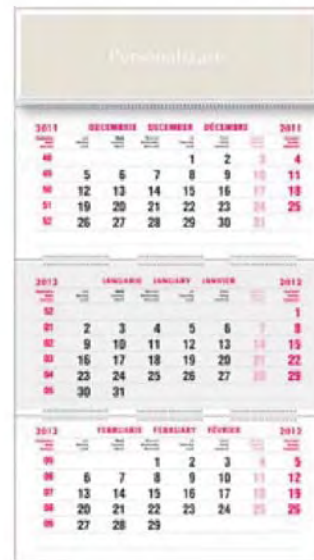 Personalizare
2011 DECEMBRIE DECEMBER DÉCEMBRE 2011
48 1 2 3 4
49 5 6 7 8 9 10 11
50 12 13 14 15 16 17 18
51 19 20 21 22 23 24 25
52 26 27 28 29 30 31
2012 IANUARIE JANUARY JANVIER 2012
52 1
01 2 3 4 5 6 7 8
02 9 10 11 12 13 14 15
03 16 17 18 19 20 21 22
04 23 24 25 26 27 28 29
05 30 31
2012 FEBRUARIE FEBRUARY FÉVRIER 2012
05 1 2 3 4 5
06 6 7 8 9 10 11 12
07 13 14 15 16 17 18 19
08 20 21 22 23 24 25 26
09 27 28 29